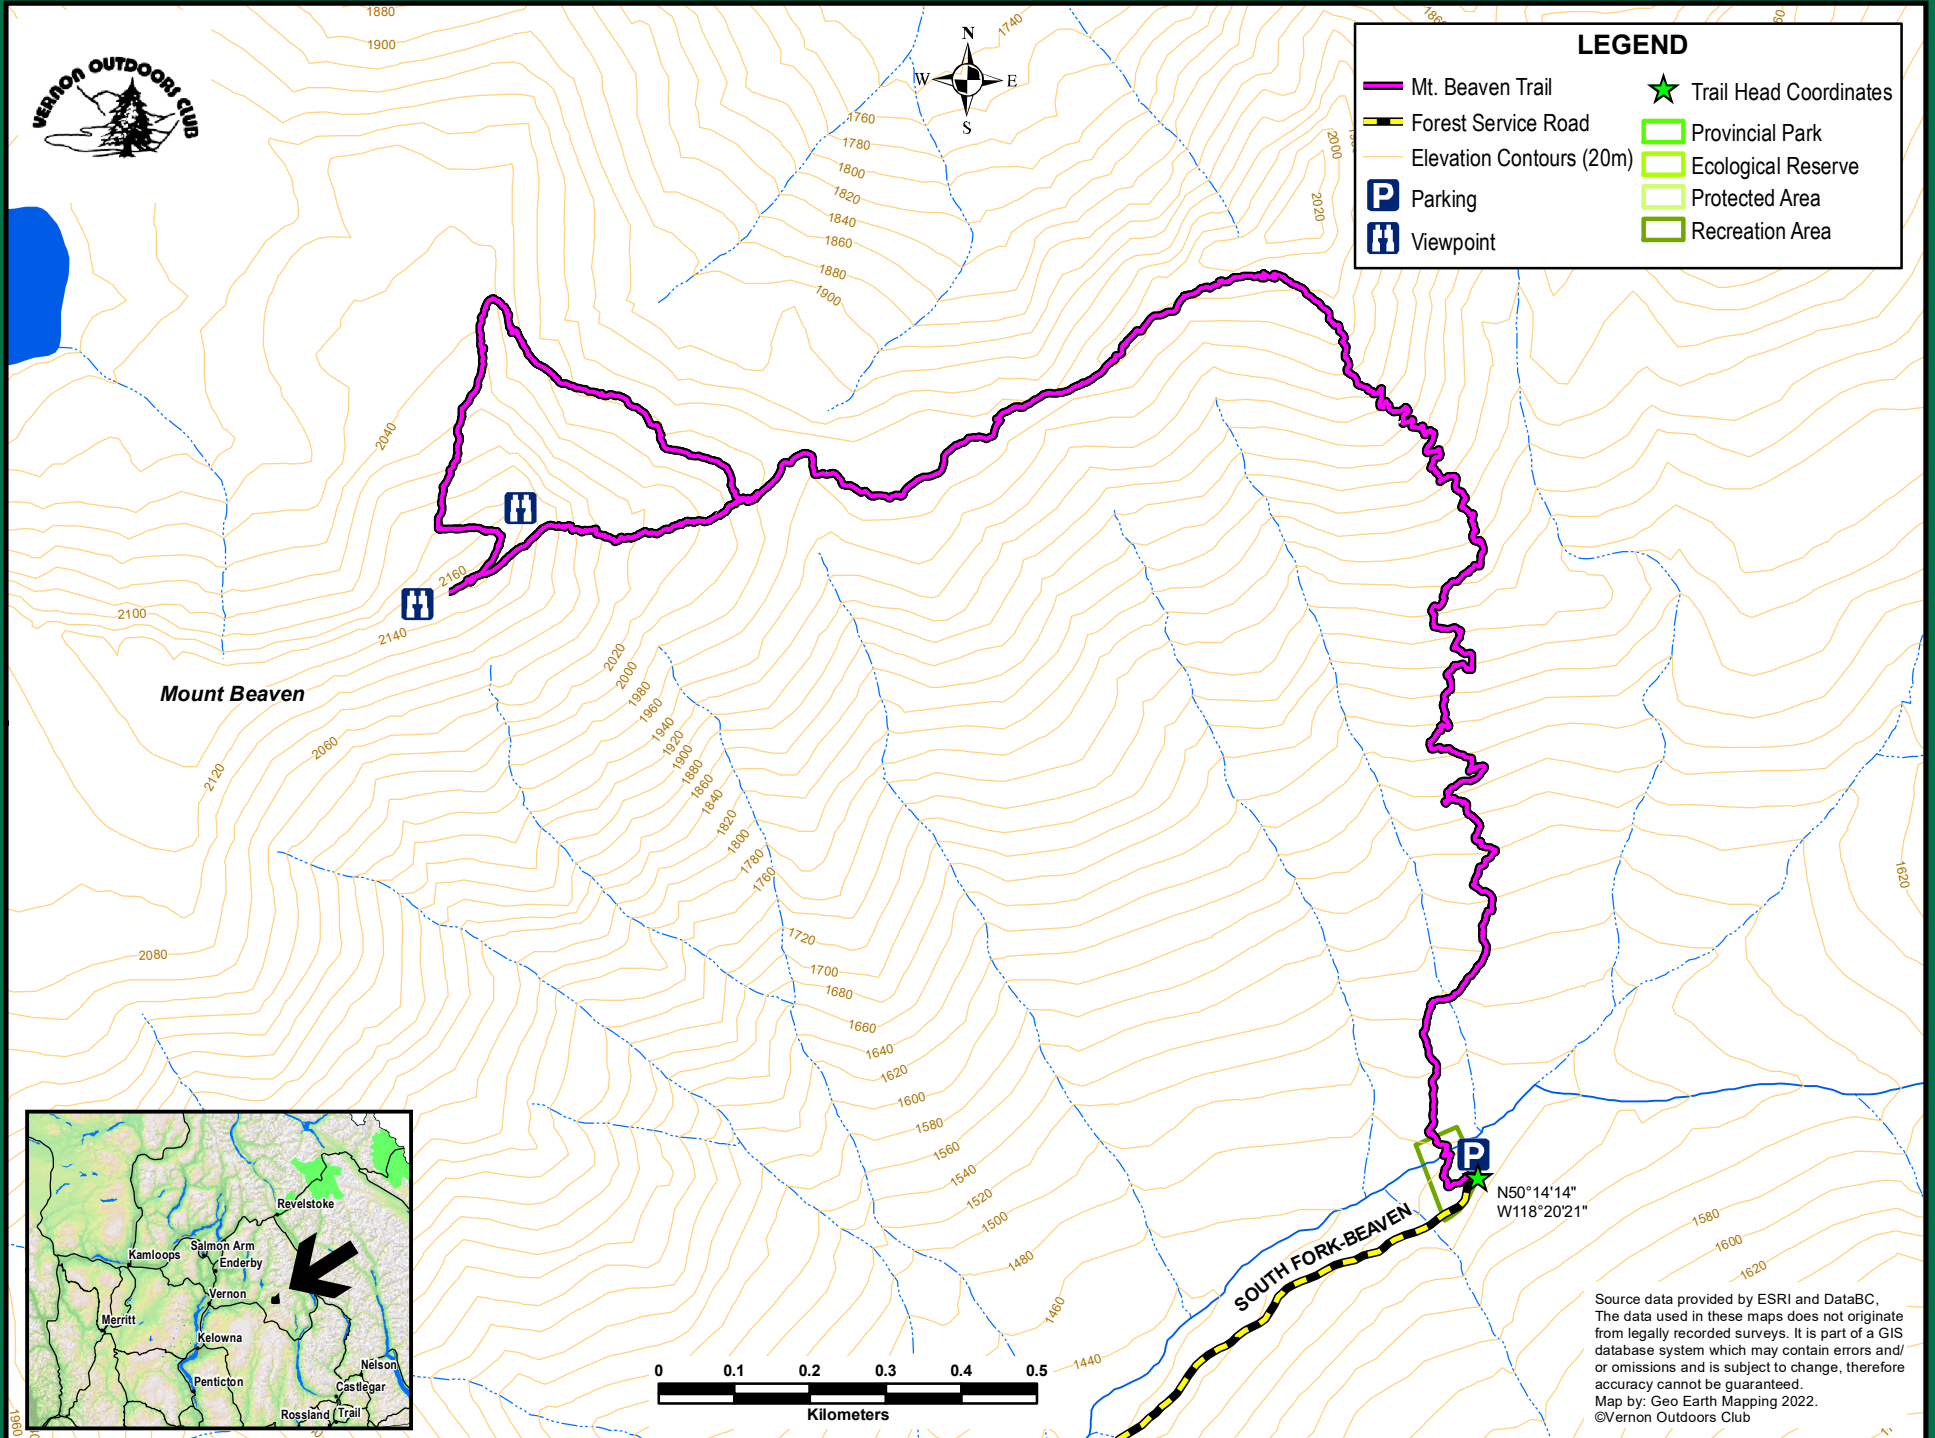 VERNON OUTDOORS CLUB
N
W
E
S
LEGEND
Mt. Beaven Trail
Forest Service Road
Elevation Contours (20m)
P
Parking
Viewpoint
Trail Head Coordinates
Provincial Park
Ecological Reserve
Protected Area
Recreation Area
1880
1900
1740
1760
1780
1800
1820
1840
1860
1880
1900
2000
2020
2040
2160
2100
2140
Mount Beaven
2120
2060
2080
2020
2000
1980
1960
1940
1920
1900
1880
1860
1840
1820
1800
1780
1760
1720
1700
1680
1660
1640
1620
1600
1580
1560
1540
1520
1500
1480
1460
1440
1620
P
N50°14'14"
W118°20'21"
SOUTH FORK-BEAVEN
1580
1600
1620
Revelstoke
Kamloops
Salmon Arm
Enderby
Vernon
Merritt
Kelowna
Penticton
Nelson
Castlegar
Rossland
Trail
0 0.1 0.2 0.3 0.4 0.5
Kilometers
Source data provided by ESRI and DataBC,
The data used in these maps does not originate
from legally recorded surveys. It is part of a GIS
database system which may contain errors and/
or omissions and is subject to change, therefore
accuracy cannot be guaranteed.
Map by: Geo Earth Mapping 2022.
©Vernon Outdoors Club